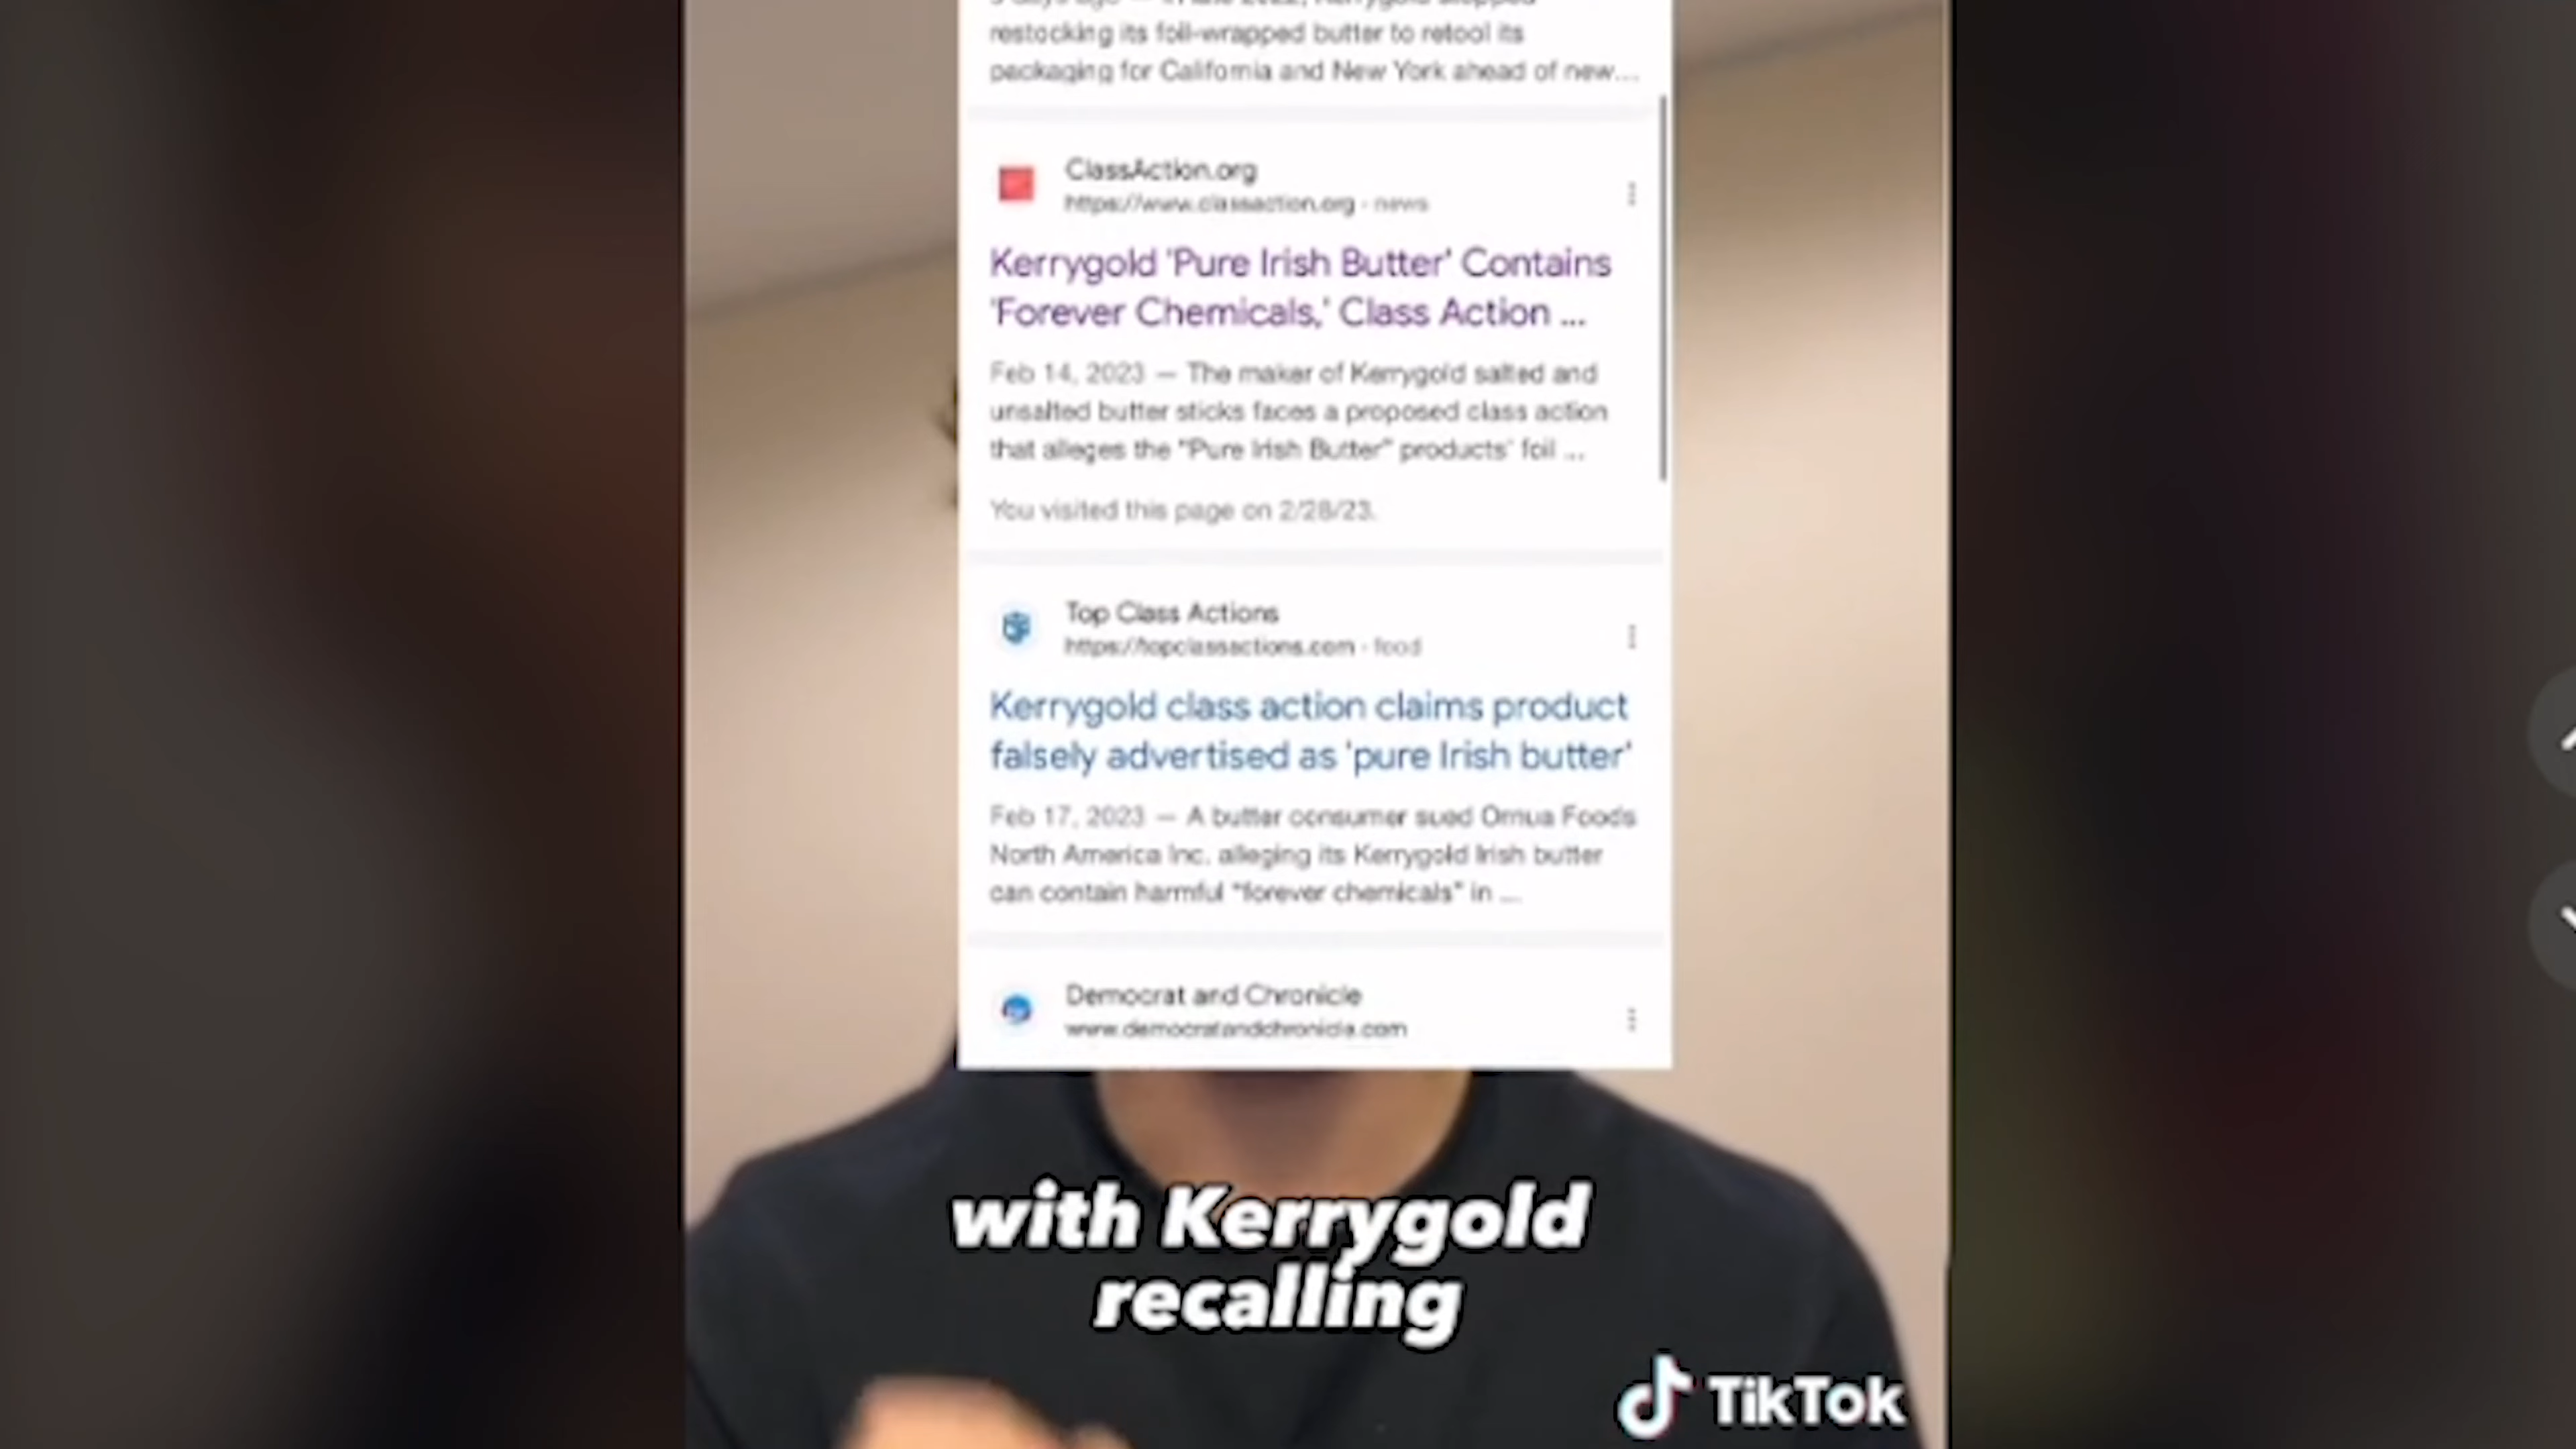 restocking its foil-wrapped butter to retool its
packaging for California and New York ahead of new...
ClassAction.org
https://www.classaction.org · news
Kerrygold 'Pure Irish Butter' Contains
'Forever Chemicals,' Class Action ...
Feb 14, 2023 — The maker of Kerrygold salted and
unsalted butter sticks faces a proposed class action
that alleges the "Pure Irish Butter" products' foil ...
You visited this page on 2/28/23.
Top Class Actions
https://topclassactions.com · food
Kerrygold class action claims product
falsely advertised as 'pure Irish butter'
Feb 17, 2023 — A butter consumer sued Ornua Foods
North America Inc. alleging its Kerrygold Irish butter
can contain harmful "forever chemicals" in ...
Democrat and Chronicle
www.democratandchronicle.com
with Kerrygold
recalling
TikTok